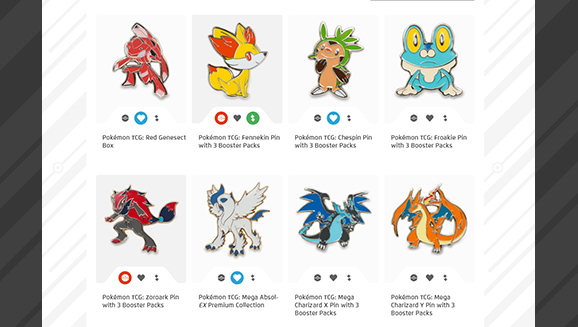 Pokémon TCG: Red Genesect
Box
Pokémon TCG: Fennekin Pin
with 3 Booster Packs
Pokémon TCG: Chespin Pin
with 3 Booster Packs
Pokémon TCG: Froakie Pin
with 3 Booster Packs
Pokémon TCG: Zoroark Pin
with 3 Booster Packs
Pokémon TCG: Mega Absol-
EX Premium Collection
Pokémon TCG: Mega
Charizard X Pin with 3
Booster Packs
Pokémon TCG: Mega
Charizard Y Pin with 3
Booster Packs